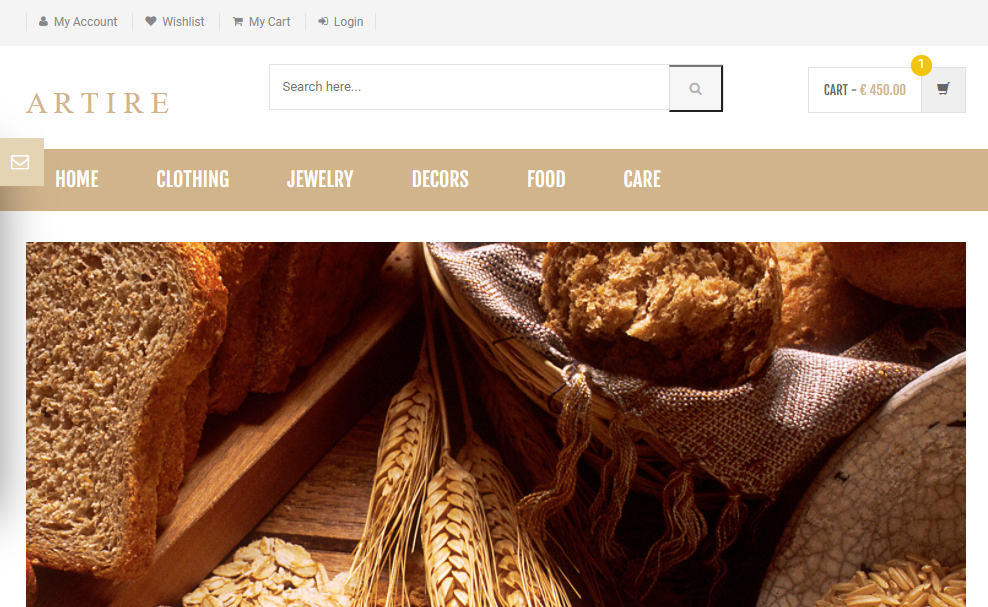 My Account Wishlist My Cart Login
1
ARTIRE Search here... CART - € 450.00
HOME CLOTHING JEWELRY DECORS FOOD CARE